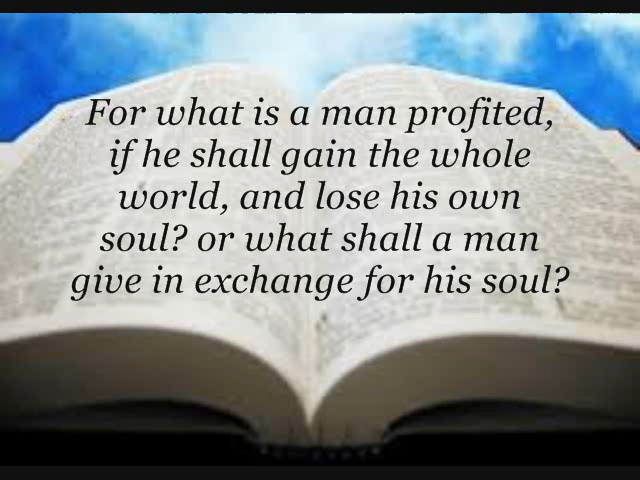 For what is a man profited,
if he shall gain the whole
world, and lose his own
soul? or what shall a man
give in exchange for his soul?